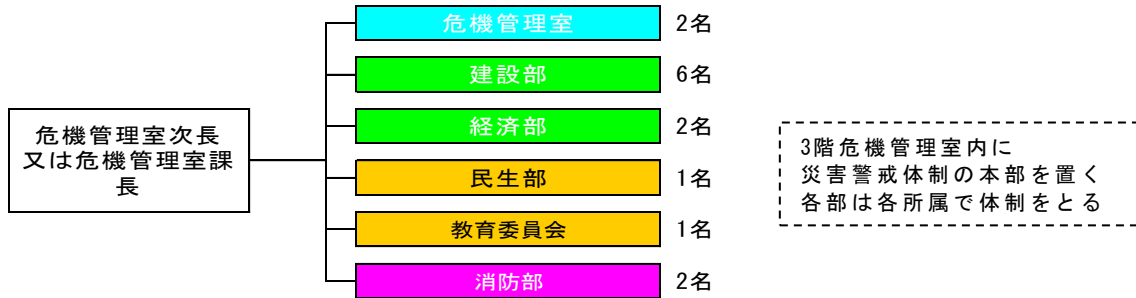 危機管理室 2名
建設部 6名
経済部 2名
民生部 1名
教育委員会 1名
消防部 2名
危機管理室次長
又は危機管理室課
長
3階危機管理室内に
災害警戒体制の本部を置く
各部は各所属で体制をとる